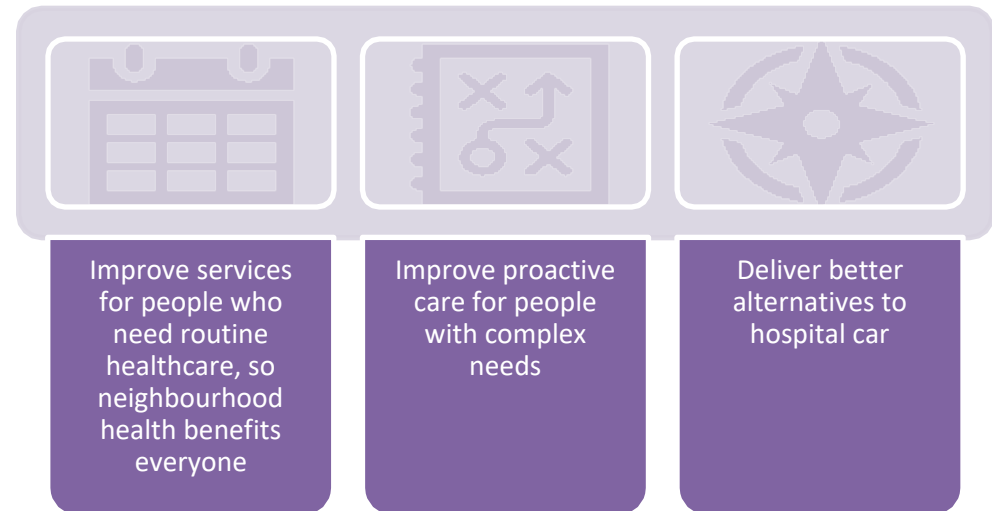 Improve services
for people who
need routine
healthcare, so
neighbourhood
health benefits
everyone
Improve proactive
care for people
with complex
needs
Deliver better
alternatives to
hospital car